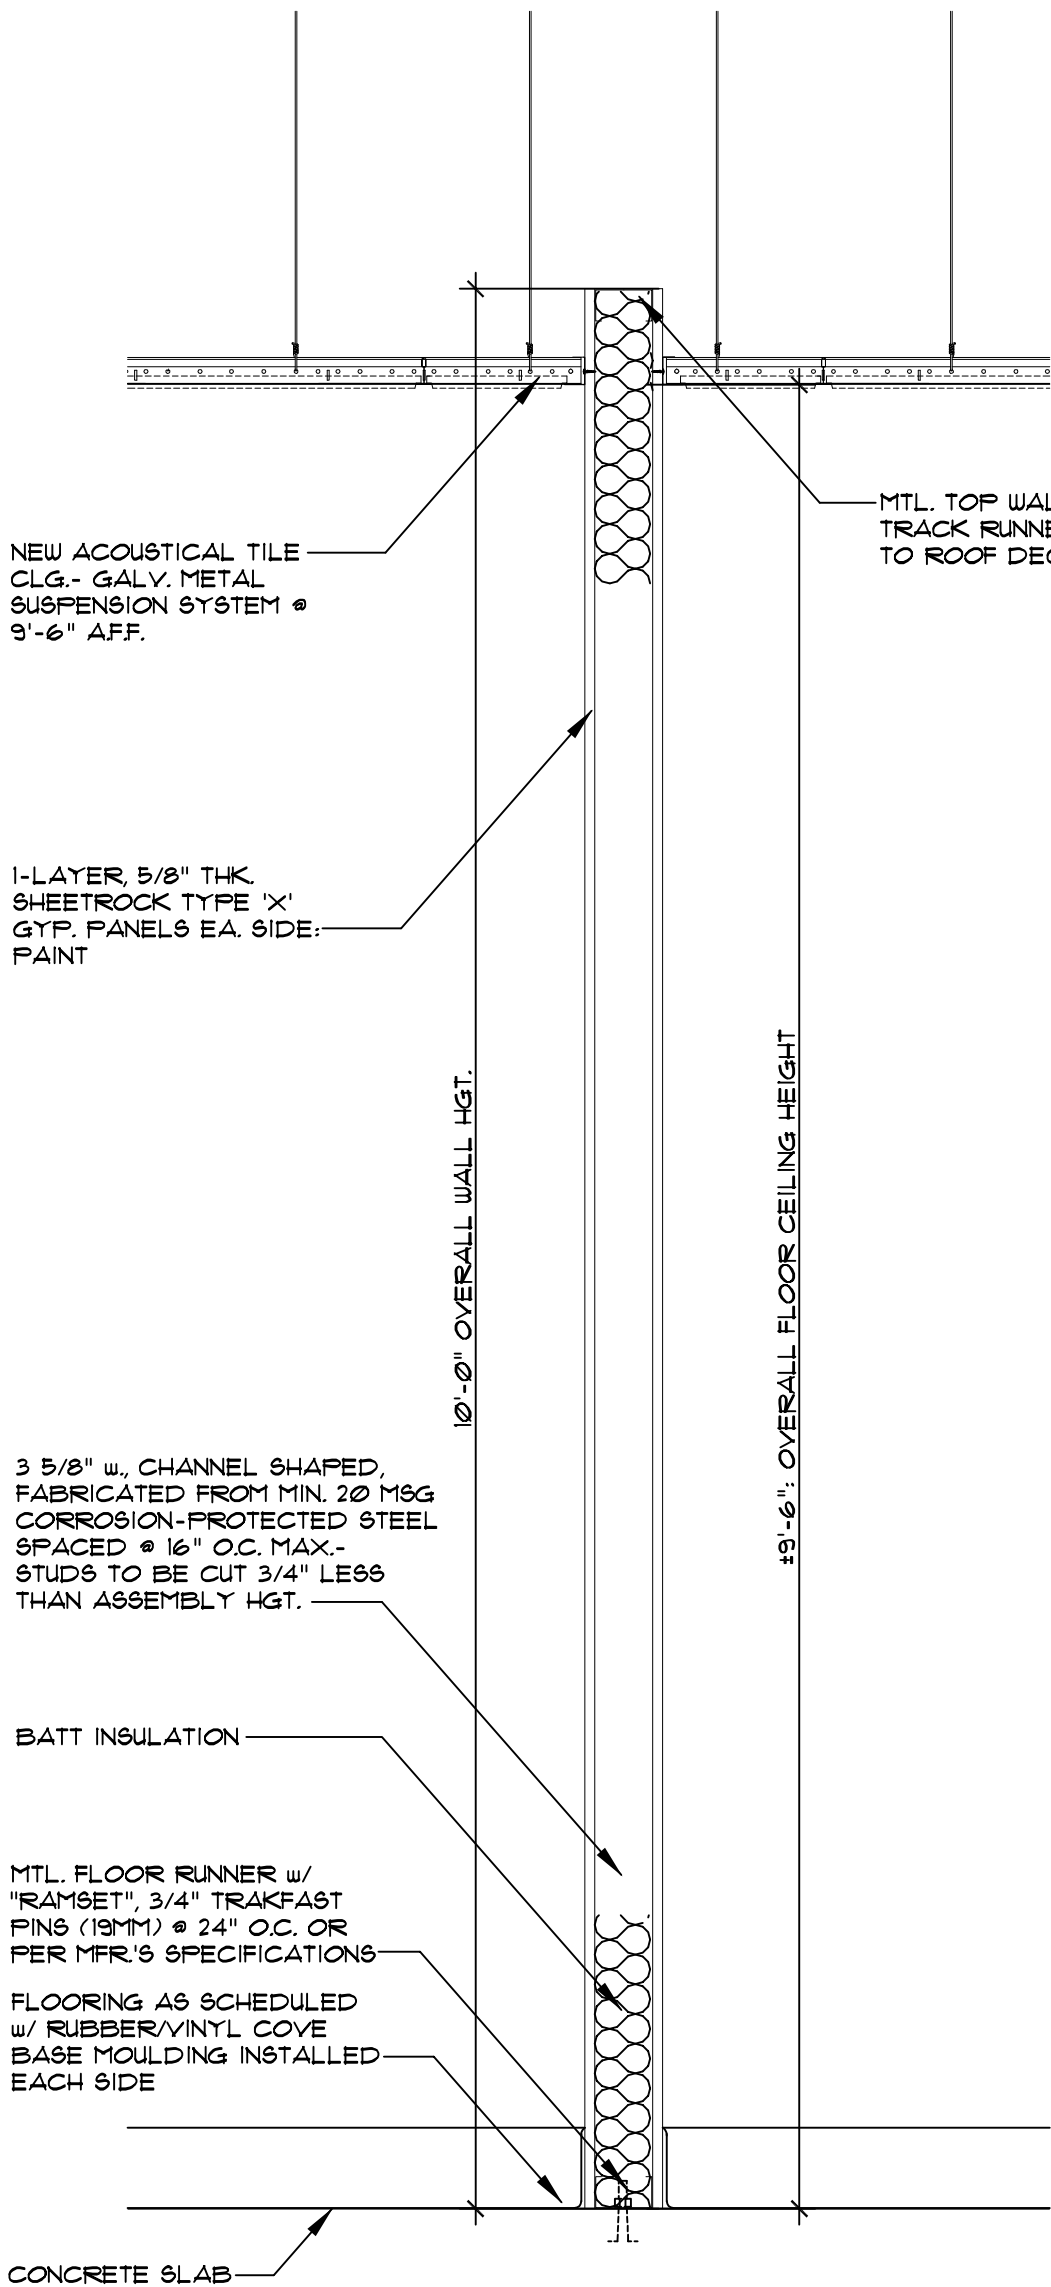 MTL. TOP WAL
TRACK RUNNE
TO ROOF DEC
NEW ACOUSTICAL TILE
CLG.- GALV. METAL
SUSPENSION SYSTEM @
9'-6" A.F.F.
1-LAYER, 5/8" THK.
SHEETROCK TYPE 'X'
GYP. PANELS EA. SIDE:
PAINT
10'-0" OVERALL WALL HGT.
±9'-6": OVERALL FLOOR CEILING HEIGHT
3 5/8" w., CHANNEL SHAPED,
FABRICATED FROM MIN. 20 MSG
CORROSION-PROTECTED STEEL
SPACED @ 16" O.C. MAX.-
STUDS TO BE CUT 3/4" LESS
THAN ASSEMBLY HGT.
BATT INSULATION
MTL. FLOOR RUNNER w/
"RAMSET", 3/4" TRAKFAST
PINS (19MM) @ 24" O.C. OR
PER MFR.'S SPECIFICATIONS
FLOORING AS SCHEDULED
w/ RUBBER/VINYL COVE
BASE MOULDING INSTALLED
EACH SIDE
CONCRETE SLAB